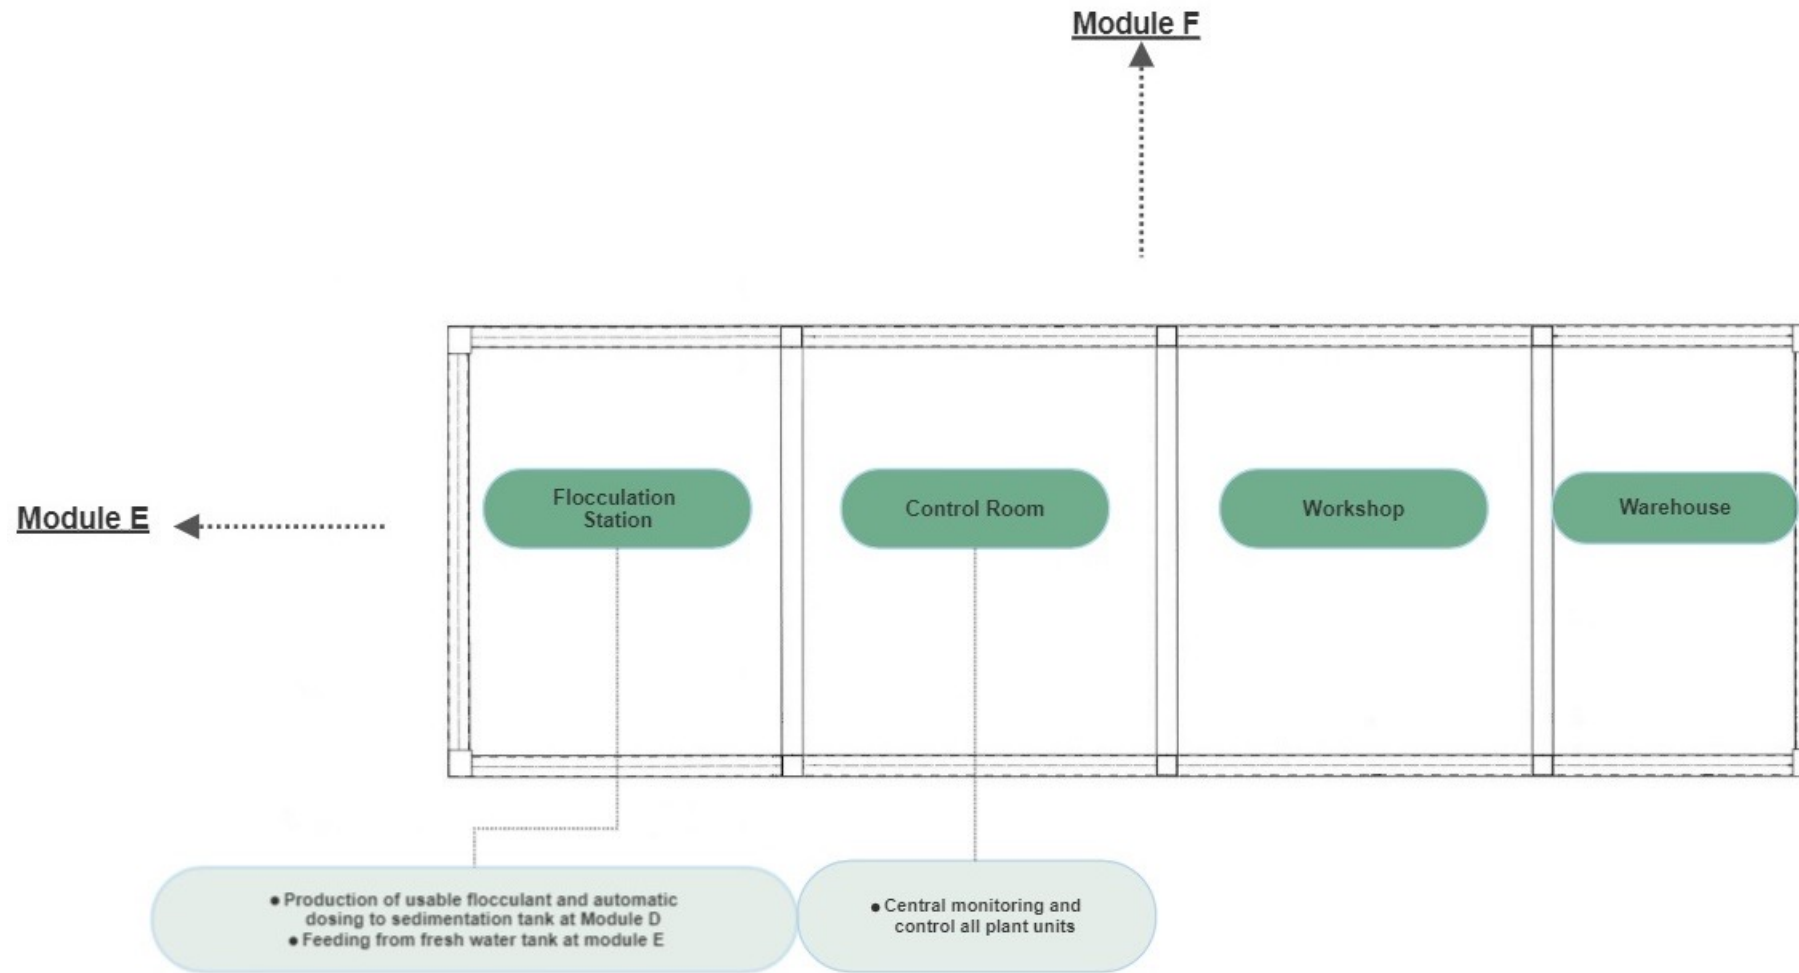 Module F
Module E
Flocculation
Station
Control Room
Workshop
Warehouse
● Production of usable flocculant and automatic
dosing to sedimentation tank at Module D
● Feeding from fresh water tank at module E
● Central monitoring and
control all plant units